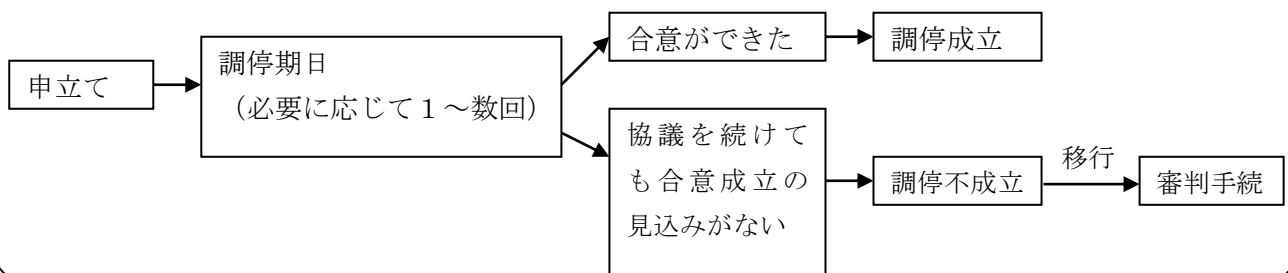 申立て
調停期日
（必要に応じて１～数回）
合意ができた
調停成立
協議を続けて
も合意成立の
見込みがない
調停不成立
移行
審判手続